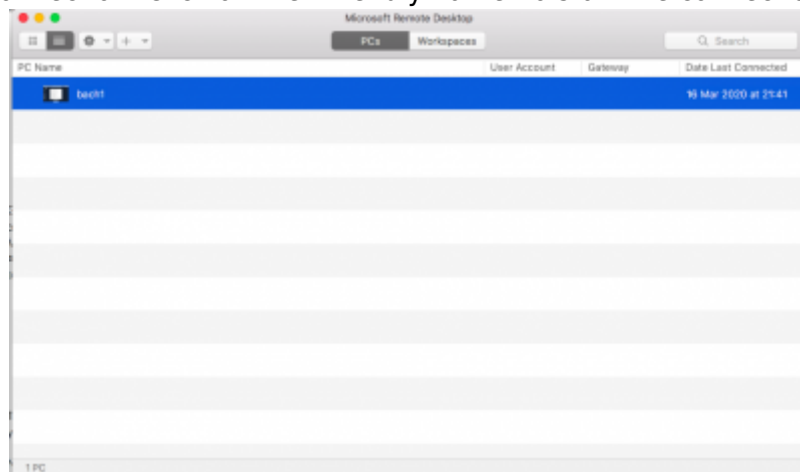 Microsoft Remote Desktop
PCs Workspaces Search
PC Name User Account Gateway Date Last Connected
becht 16 Mar 2020 at 21:41
1 PC